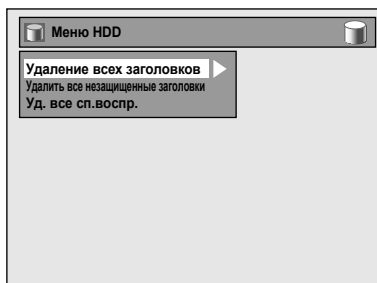 Меню HDD
Удаление всех заголовков
Удалить все незащищенные заголовки
Уд. все сп.воспр.